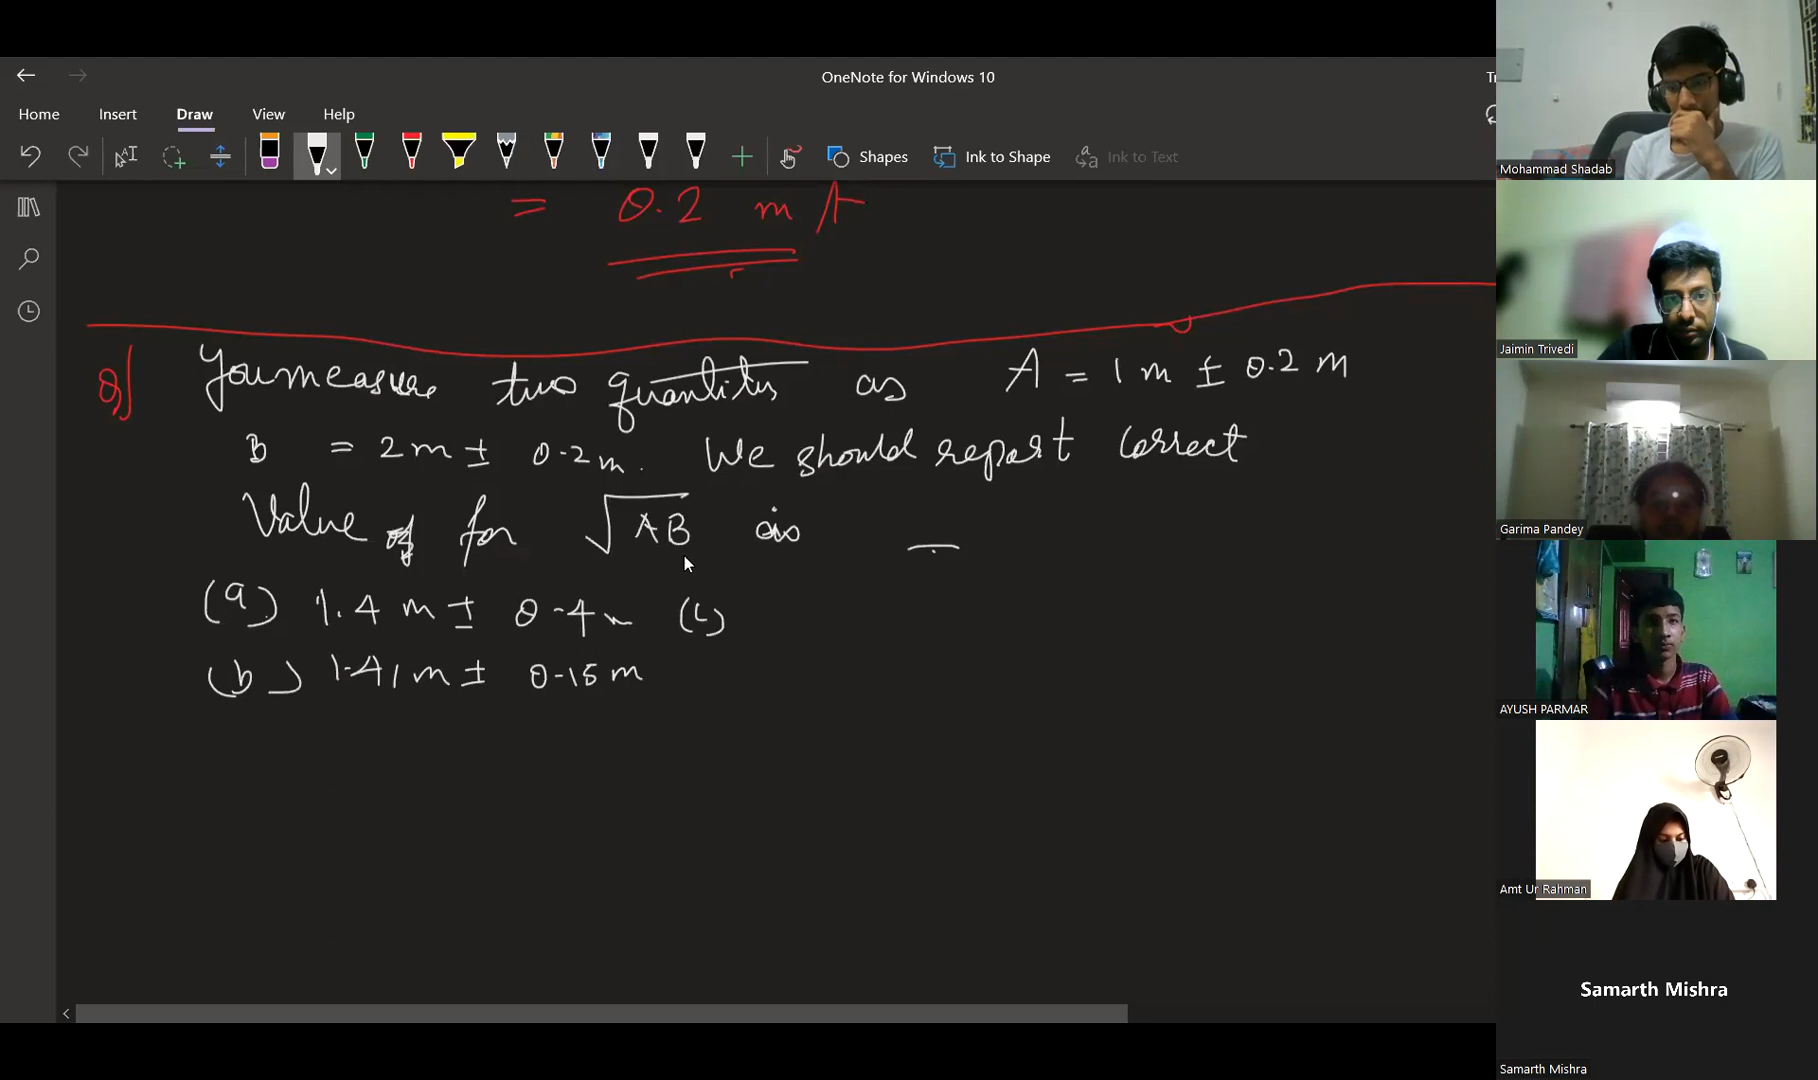 OneNote for Windows 10
Home Insert Draw View Help
Shapes Ink to Shape Ink to Text
= 0.2 m
Q) You measure two quantities as A = 1 m ± 0.2 m
B = 2 m ± 0.2 m. We should report correct
Value of for √AB is
(a) 1.4 m ± 0.4 m (c)
(b) 1.41 m ± 0.15 m
Mohammad Shadab
Jaimin Trivedi
Garima Pandey
AYUSH PARMAR
Amt Ur Rahman
Samarth Mishra
Samarth Mishra